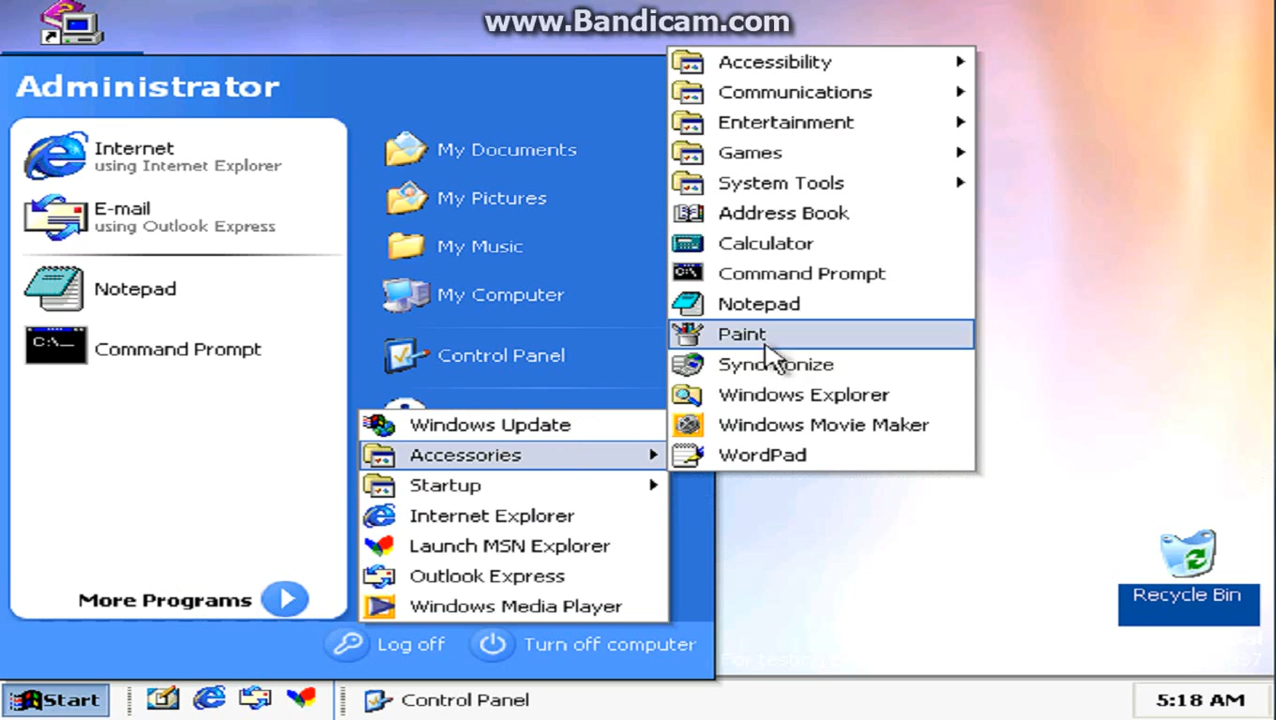 www.Bandicam.com
Administrator
Internet
using Internet Explorer
E-mail
using Outlook Express
Notepad
C:\_
Command Prompt
More Programs
My Documents
My Pictures
My Music
My Computer
Control Panel
Windows Update
Accessories
Startup
Internet Explorer
Launch MSN Explorer
Outlook Express
Windows Media Player
Accessibility
Communications
Entertainment
Games
System Tools
Address Book
Calculator
Command Prompt
Notepad
Paint
Synchronize
Windows Explorer
Windows Movie Maker
WordPad
Recycle Bin
Log off
Turn off computer
For testing
Start
Control Panel
5:18 AM